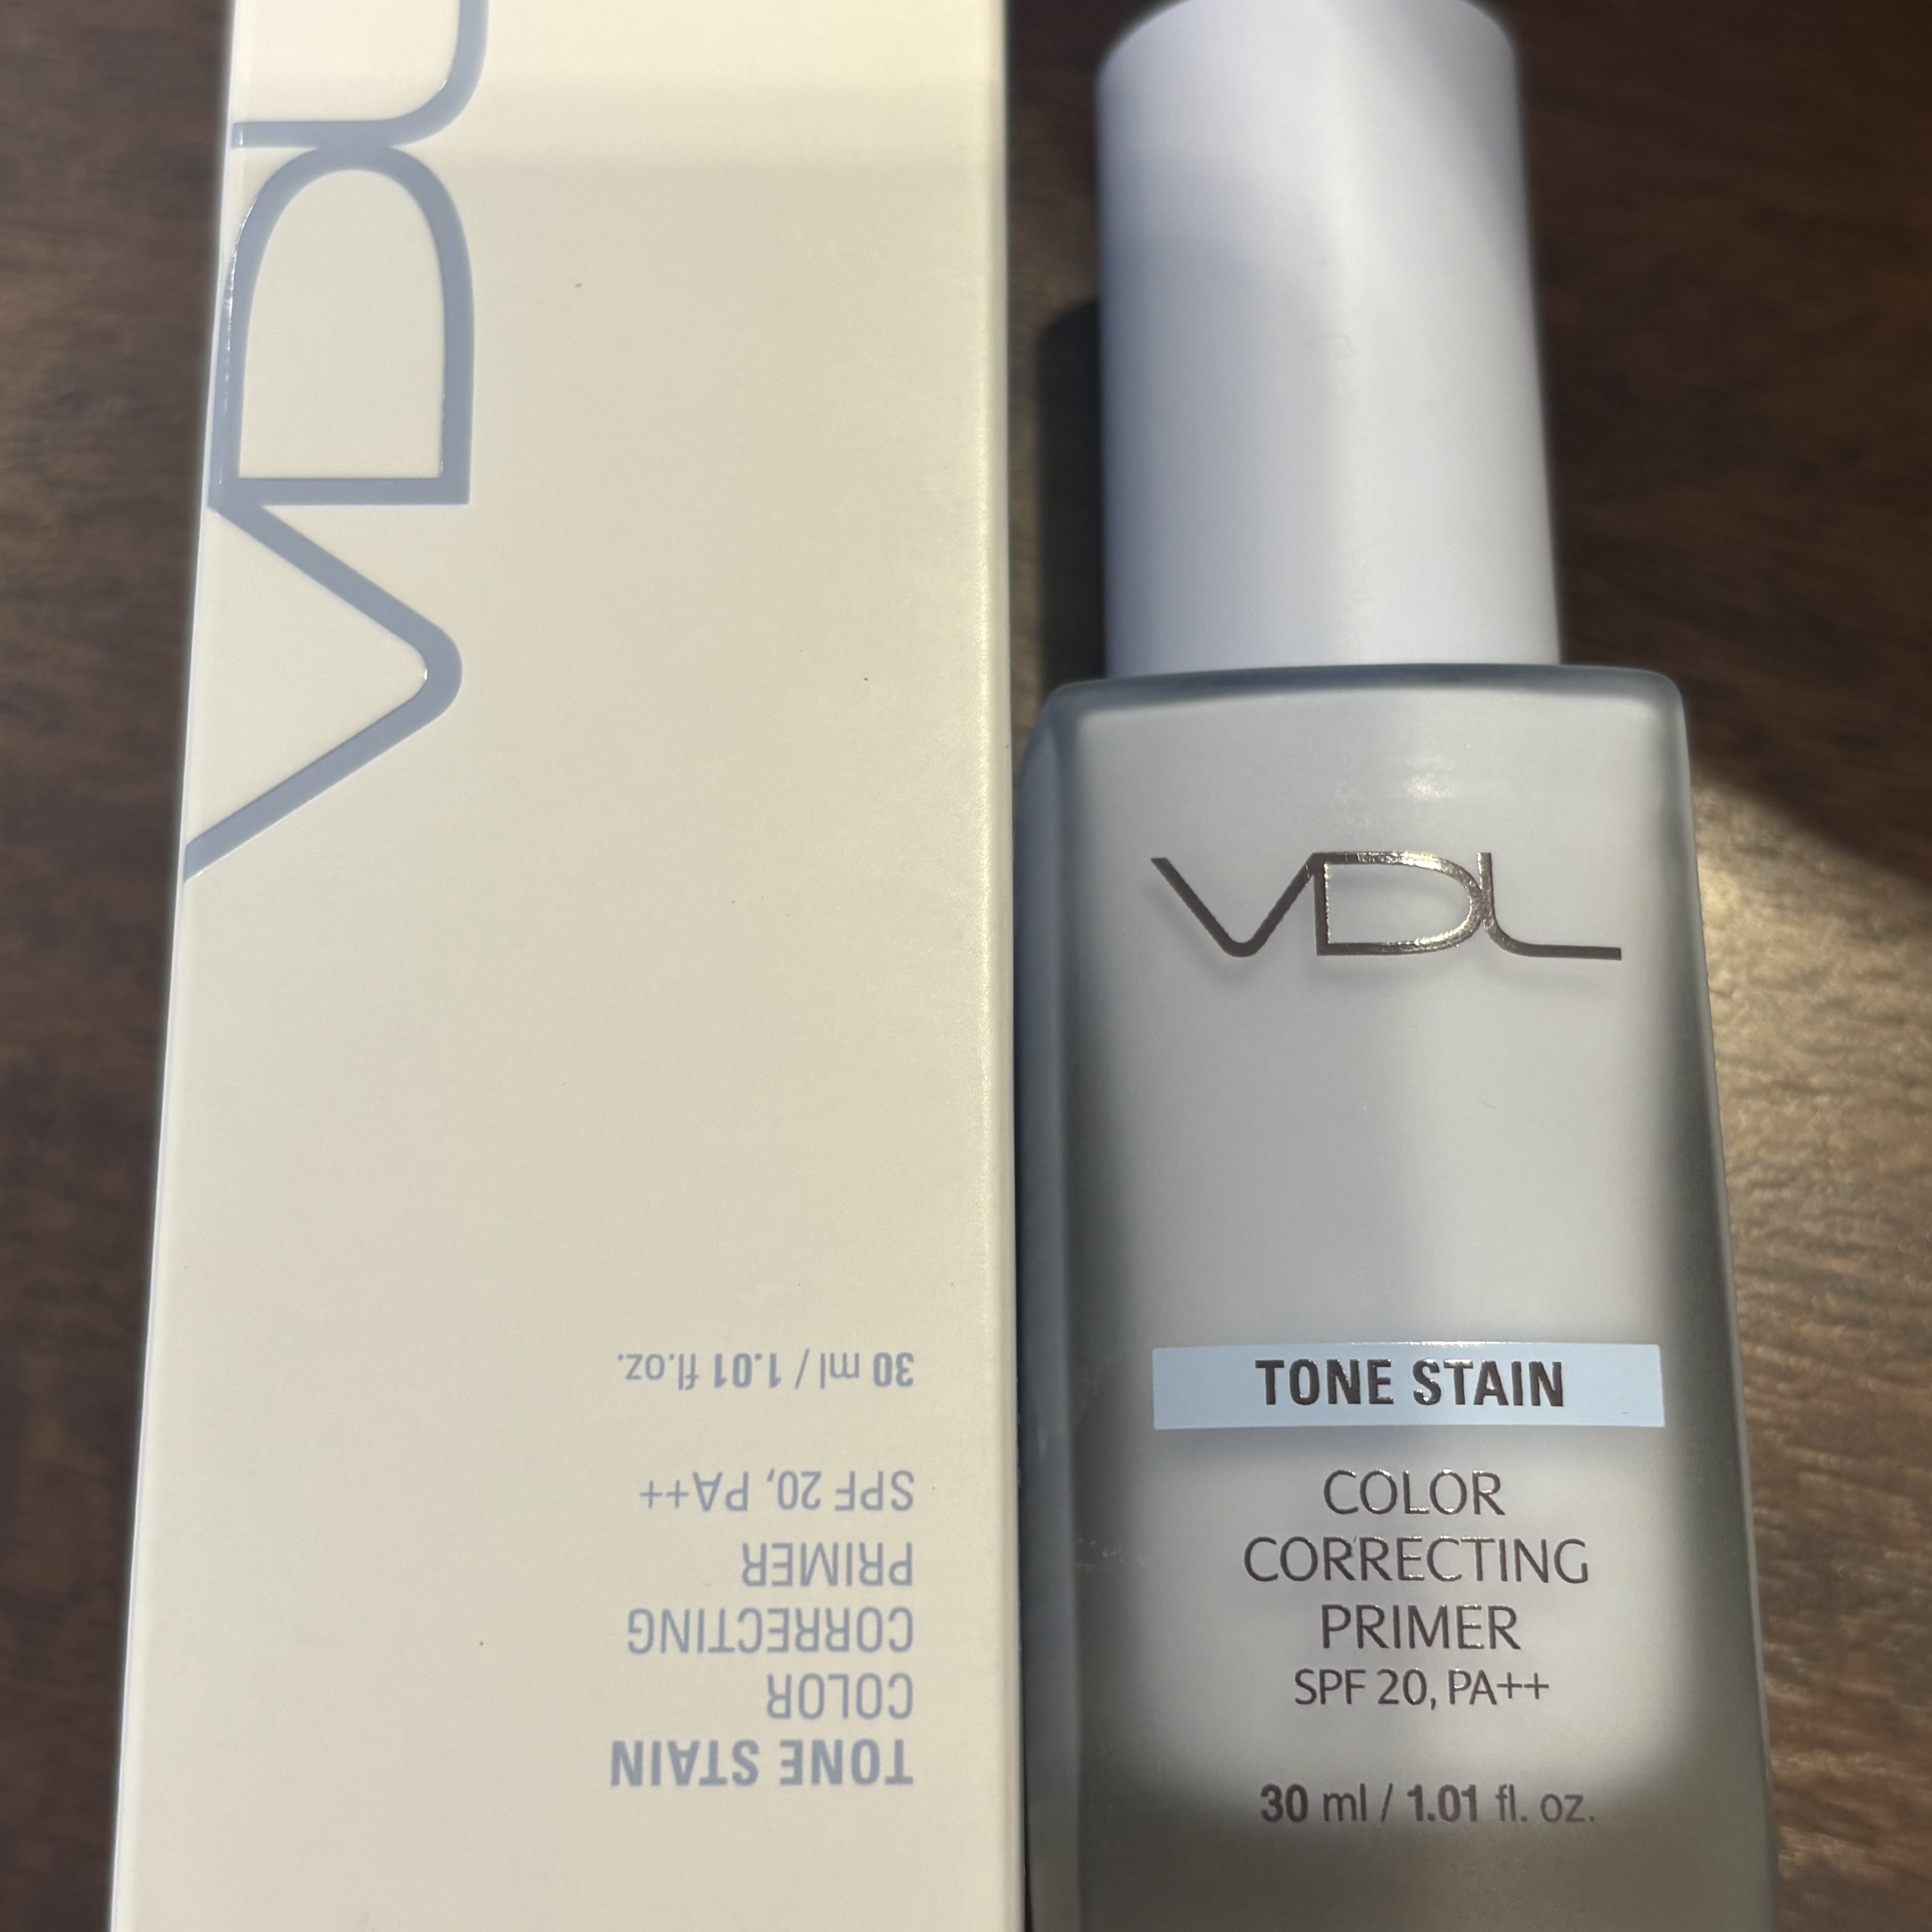 VDL
TONE STAIN
COLOR
CORRECTING
PRIMER
SPF 20, PA++
30 ml / 1.01 fl.oz.
VDL
TONE STAIN
COLOR
CORRECTING
PRIMER
SPF 20, PA++
30 ml / 1.01 fl. oz.